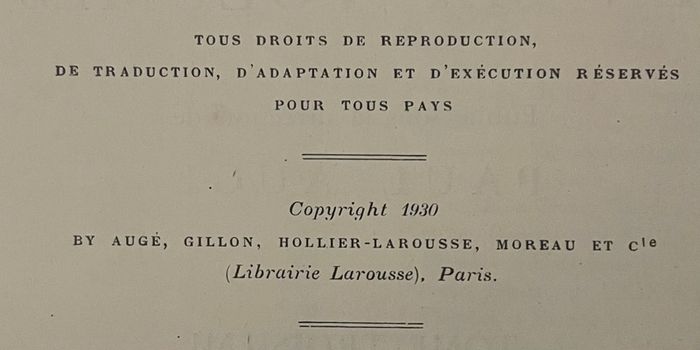 TOUS DROITS DE REPRODUCTION,
DE TRADUCTION, D'ADAPTATION ET D'EXÉCUTION RÉSERVÉS
POUR TOUS PAYS
Copyright 1930
BY AUGÉ, GILLON, HOLLIER-LAROUSSE, MOREAU ET Cie
(Librairie Larousse), Paris.